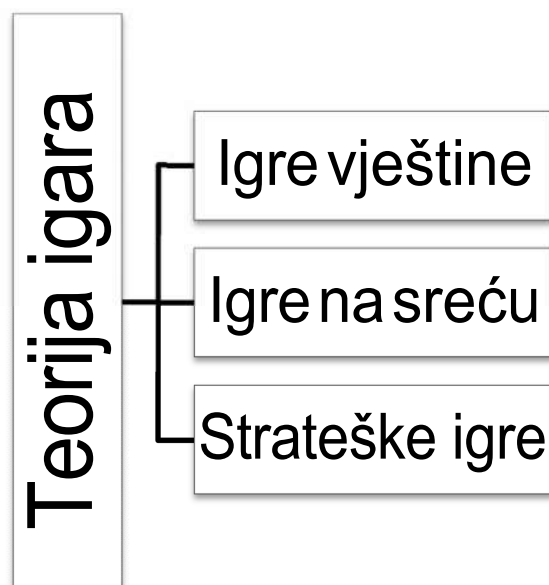 Teorija igara
Igre vještine
Igre na sreću
Strateške igre